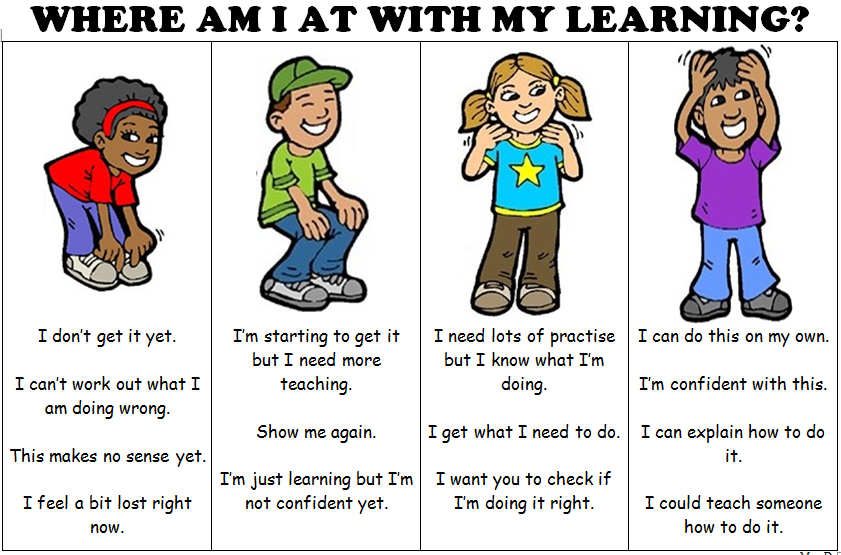 WHERE AM I AT WITH MY LEARNING?
I don't get it yet.
I can't work out what I
am doing wrong.
This makes no sense yet.
I feel a bit lost right
now.
I'm starting to get it
but I need more
teaching.
Show me again.
I'm just learning but I'm
not confident yet.
I need lots of practise
but I know what I'm
doing.
I get what I need to do.
I want you to check if
I'm doing it right.
I can do this on my own.
I'm confident with this.
I can explain how to do
it.
I could teach someone
how to do it.